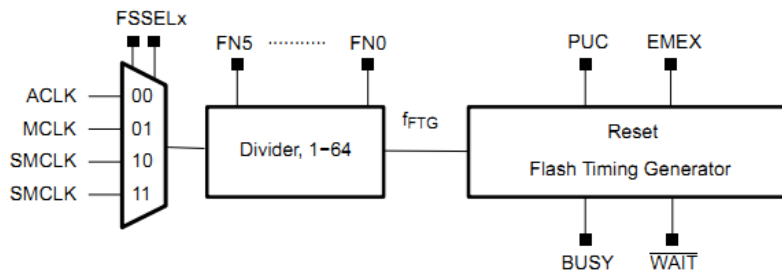 FSSELx
FN5 ........... FN0
PUC EMEX
ACLK 00
MCLK 01
SMCLK 10
SMCLK 11
Divider, 1−64
fFTG
Reset
Flash Timing Generator
BUSY WAIT